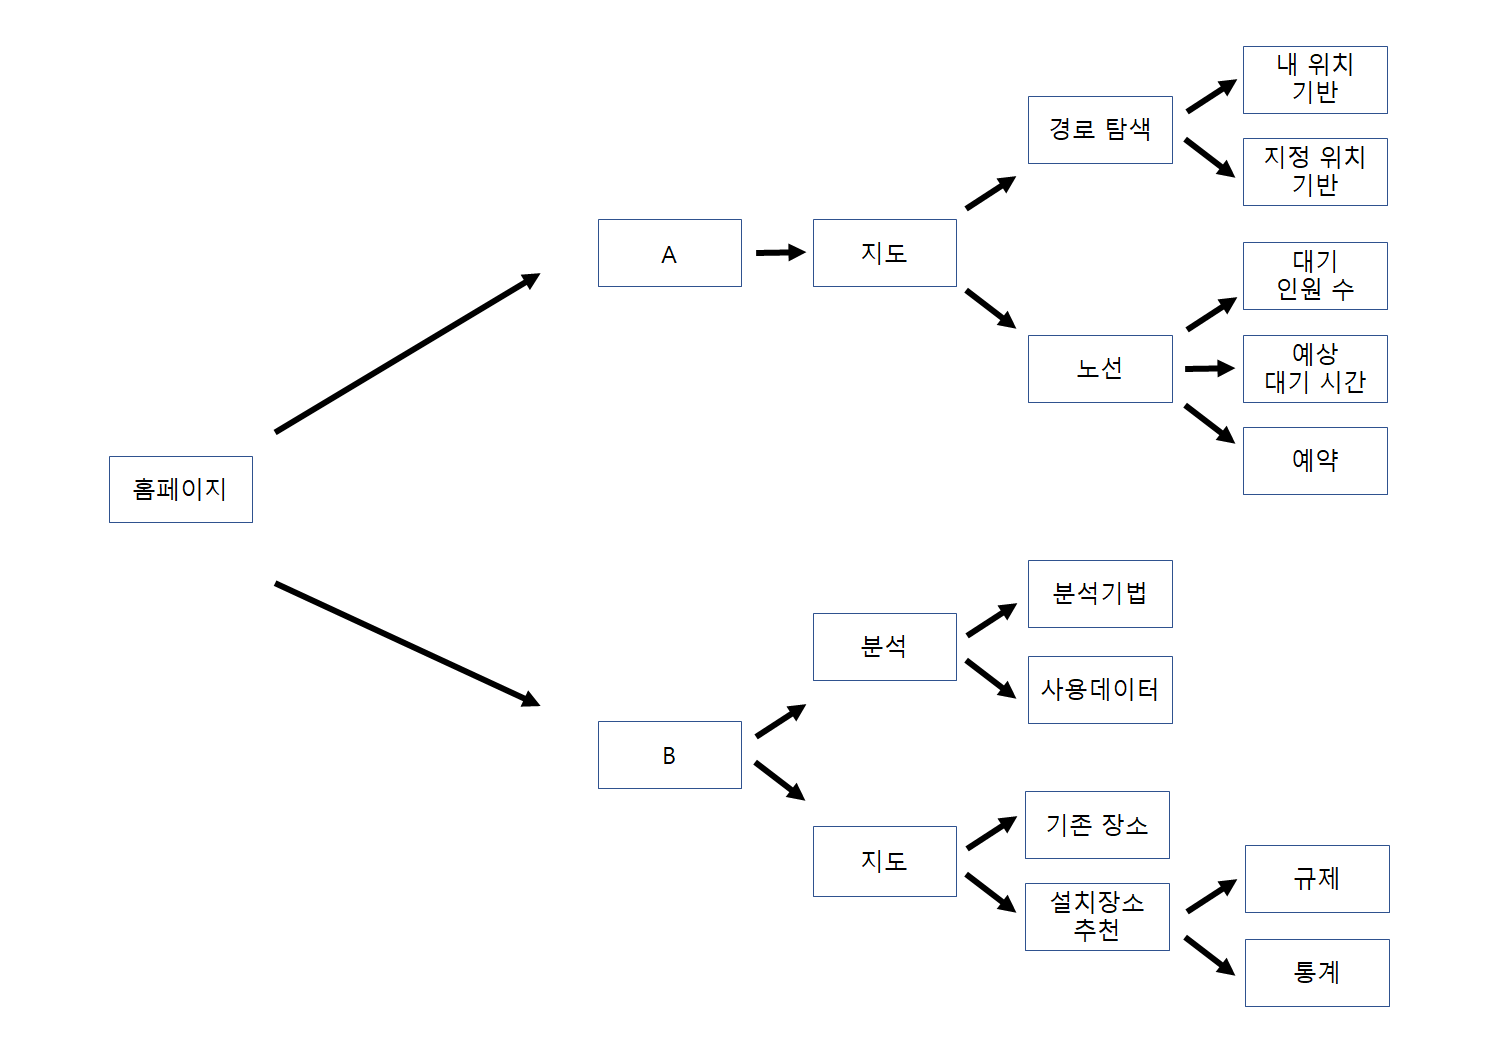 홈페이지
A
지도
경로 탐색
내 위치
기반
지정 위치
기반
노선
대기
인원 수
예상
대기 시간
예약
B
분석
분석기법
사용데이터
지도
기존 장소
설치장소
추천
규제
통계